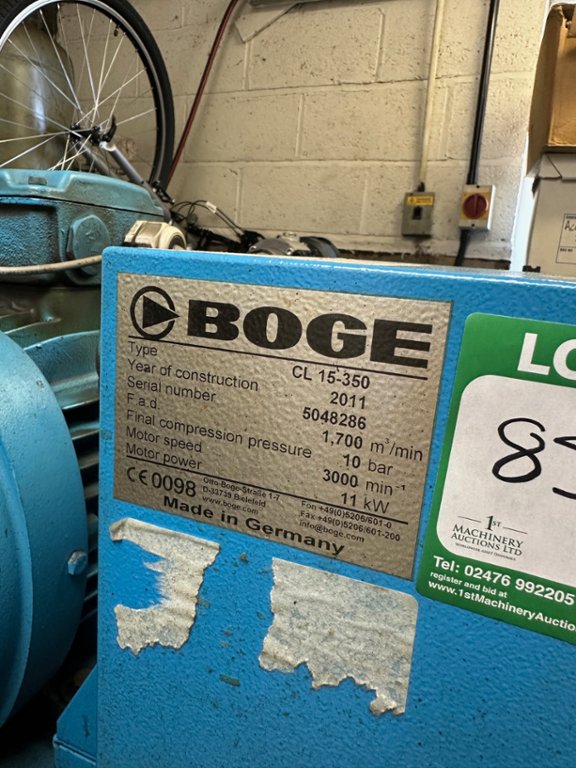 BOGE
Type CL 15-350
Year of construction 2011
Serial number 5048286
F.a.d. 1,700 m³/min
Final compression pressure 10 bar
Motor speed 3000 min⁻¹
Motor power 11 kW
CE 0098 Otto-Boge-Straße 1-7 Fon +49(0)5206/601-0
D-33739 Bielefeld Fax +49(0)5206/601-200
www.boge.com info@boge.com
Made in Germany
LO
1ST
MACHINERY
AUCTIONS LTD
Tel: 02476 992205
register and bid at
www.1stMachineryAuction